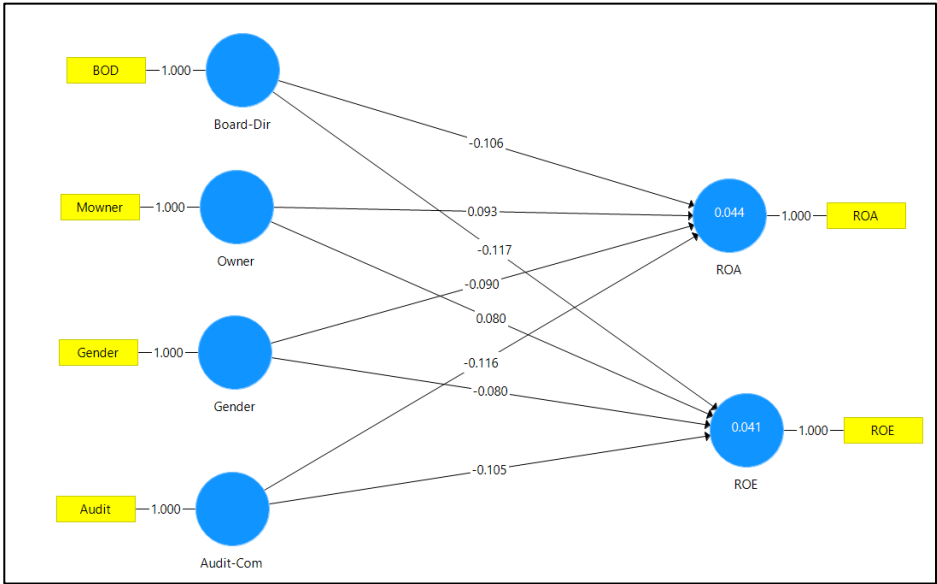 BOD
1.000
Board-Dir
-0.106
Mowner
1.000
Owner
0.093
0.044
1.000
ROA
ROA
-0.117
-0.090
0.080
Gender
1.000
Gender
-0.116
-0.080
0.041
1.000
ROE
ROE
-0.105
Audit
1.000
Audit-Com